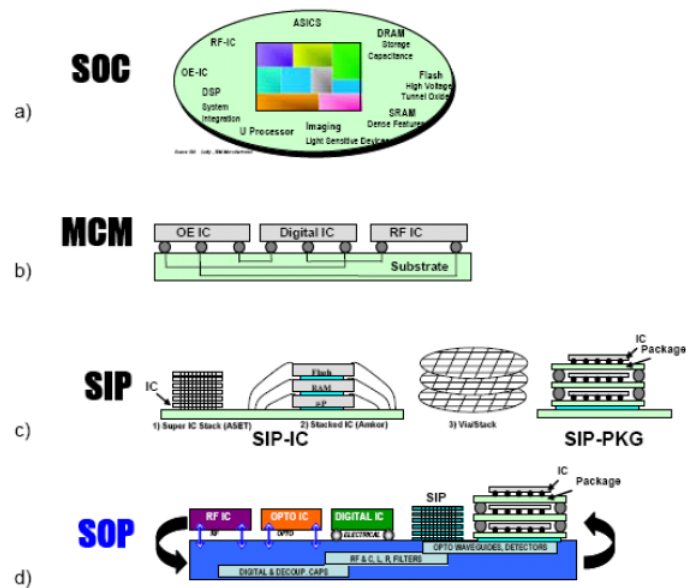 SOC
ASICS
RF-IC
DRAM
Storage
Capacitance
OE-IC
Flash
High Voltage
Tunnel Oxide
DSP
System
Integration
SRAM
Dense Features
U Processor
Imaging
Light Sensitive Devices
a)
MCM
OE IC
Digital IC
RF IC
Substrate
b)
SIP
IC
Package
IC
Flash
RAM
µP
1) Super IC Stack (ASET)
2) Stacked IC (Amkor)
3) Via/Stack
SIP-IC
SIP-PKG
c)
SOP
IC
Package
SIP
RF IC
OPTO IC
DIGITAL IC
RF
OPTO
ELECTRICAL
OPTO WAVEGUIDES, DETECTORS
RF & C, L, R, FILTERS
DIGITAL & DECOUP. CAPS
d)